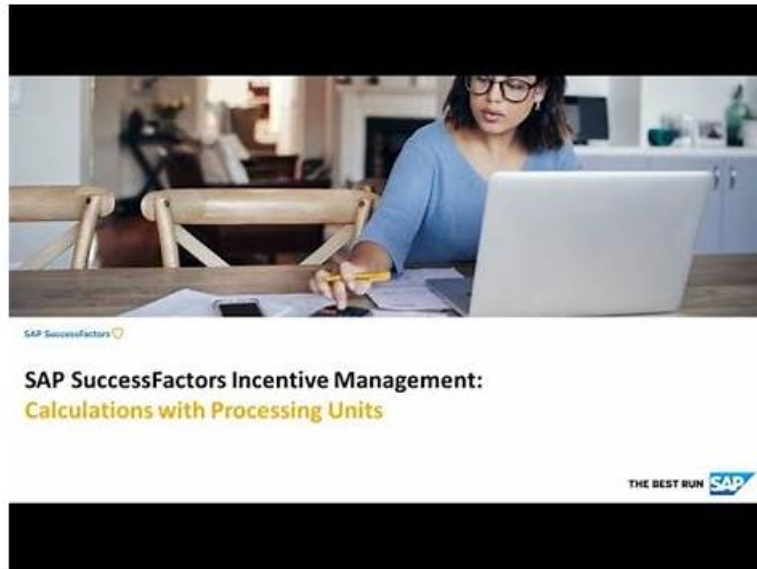 SAP SuccessFactors
SAP SuccessFactors Incentive Management:
Calculations with Processing Units
THE BEST RUN SAP